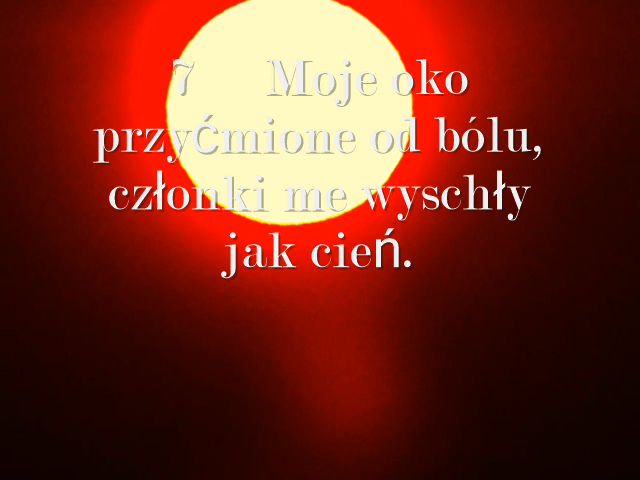 7 Moje oko
przyćmione od bólu,
członki me wyschły
jak cień.